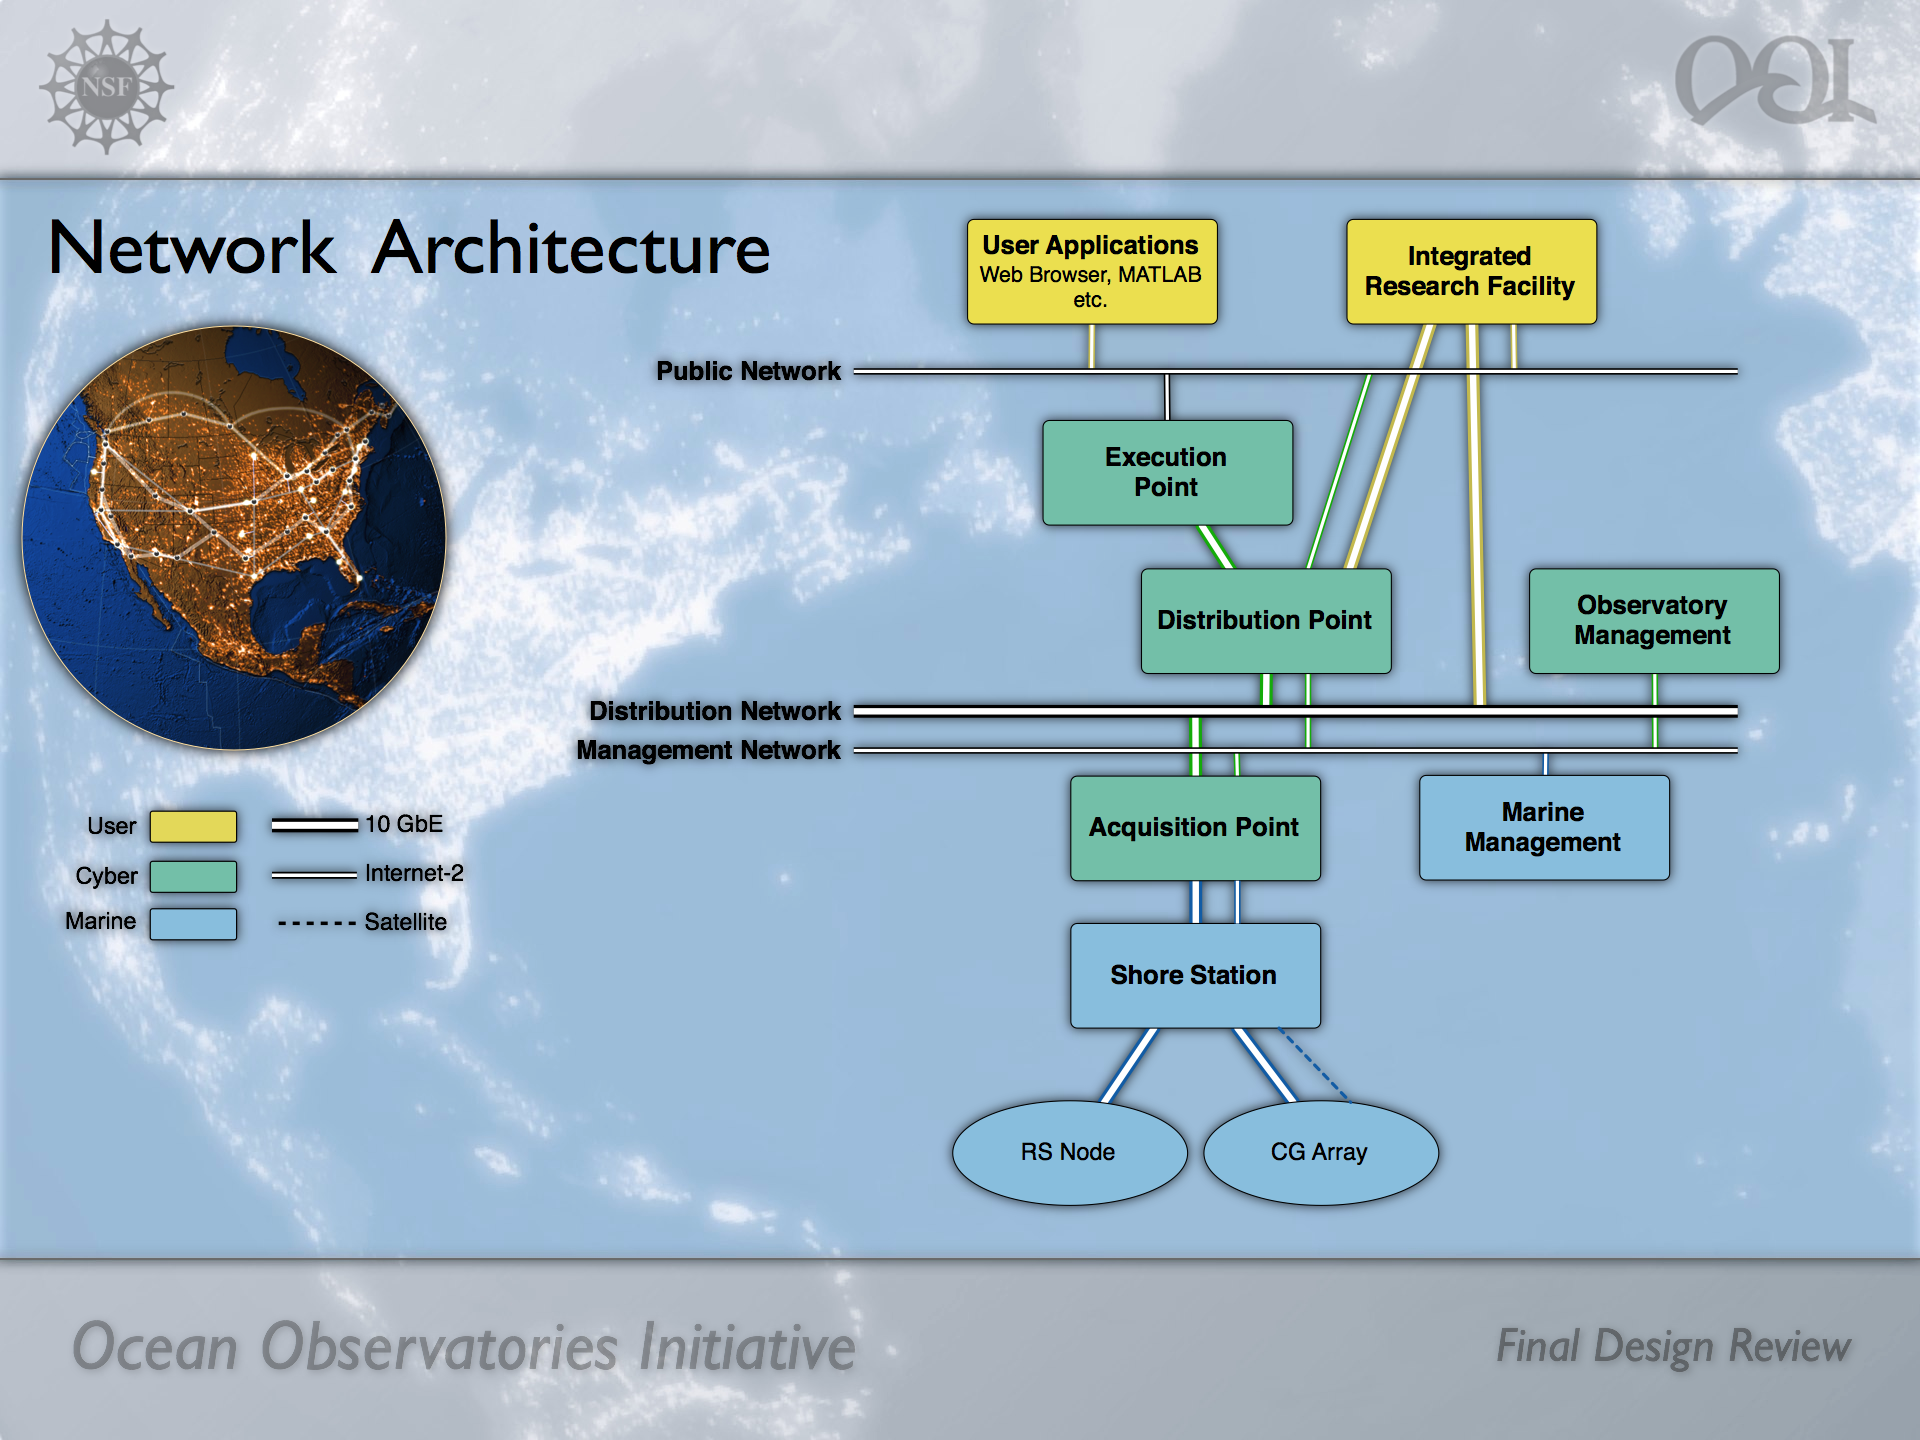 NSF
OOI
Network Architecture
User Applications
Web Browser, MATLAB
etc.
Integrated
Research Facility
Public Network
Execution
Point
Distribution Point
Observatory
Management
Distribution Network
Management Network
Acquisition Point
Marine
Management
User
10 GbE
Cyber
Internet-2
Marine
Satellite
Shore Station
RS Node
CG Array
Ocean Observatories Initiative
Final Design Review